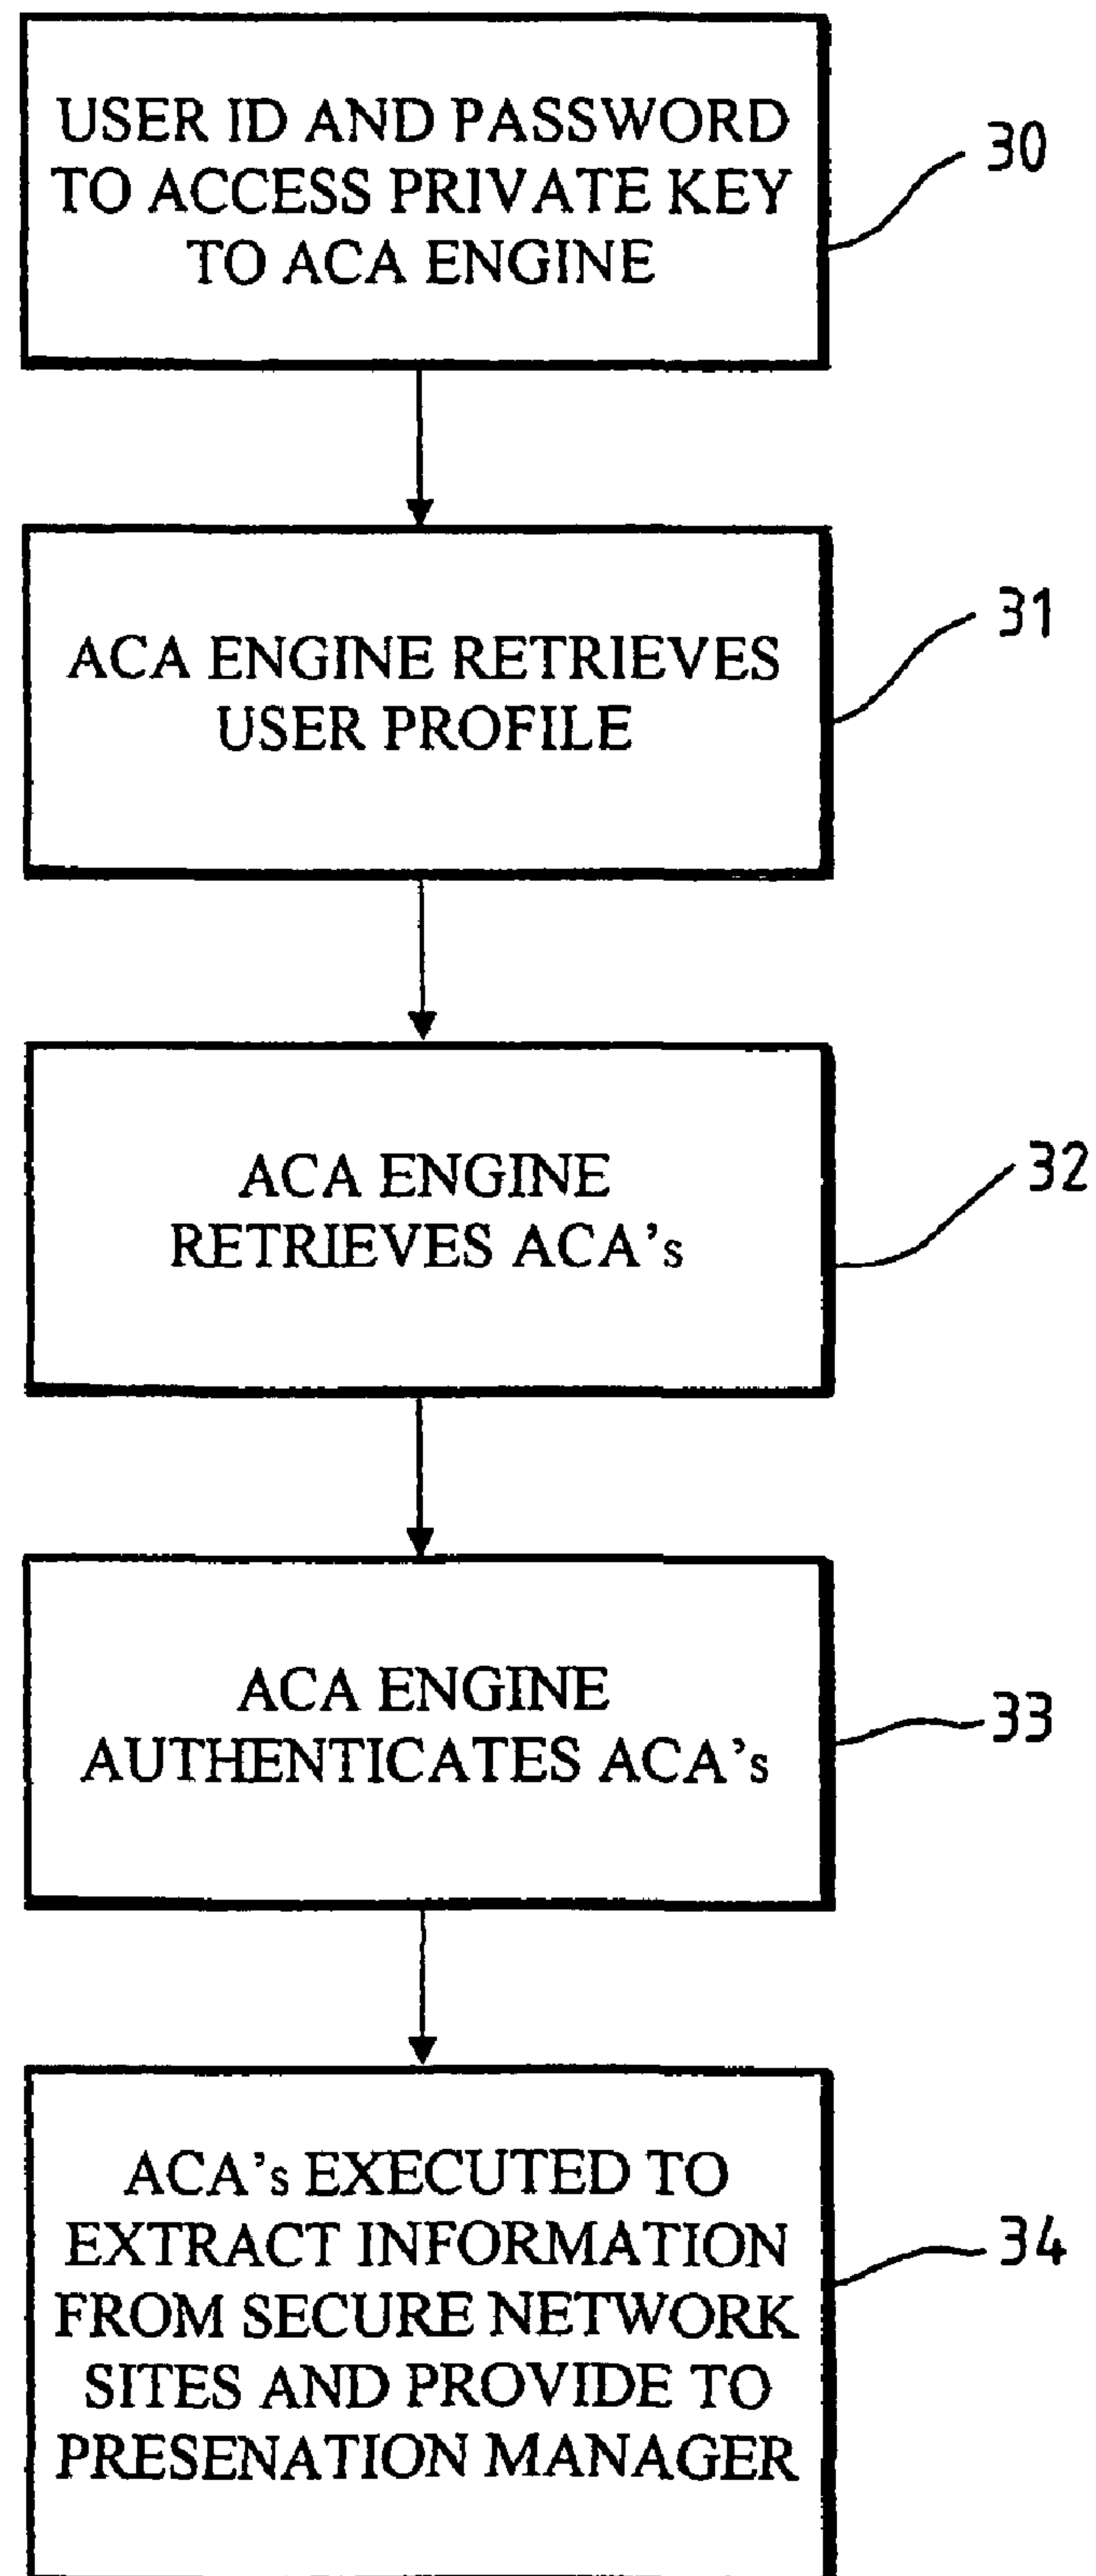 USER ID AND PASSWORD
TO ACCESS PRIVATE KEY
TO ACA ENGINE
30
ACA ENGINE RETRIEVES
USER PROFILE
31
ACA ENGINE
RETRIEVES ACA's
32
ACA ENGINE
AUTHENTICATES ACA's
33
ACA's EXECUTED TO
EXTRACT INFORMATION
FROM SECURE NETWORK
SITES AND PROVIDE TO
PRESENATION MANAGER
34